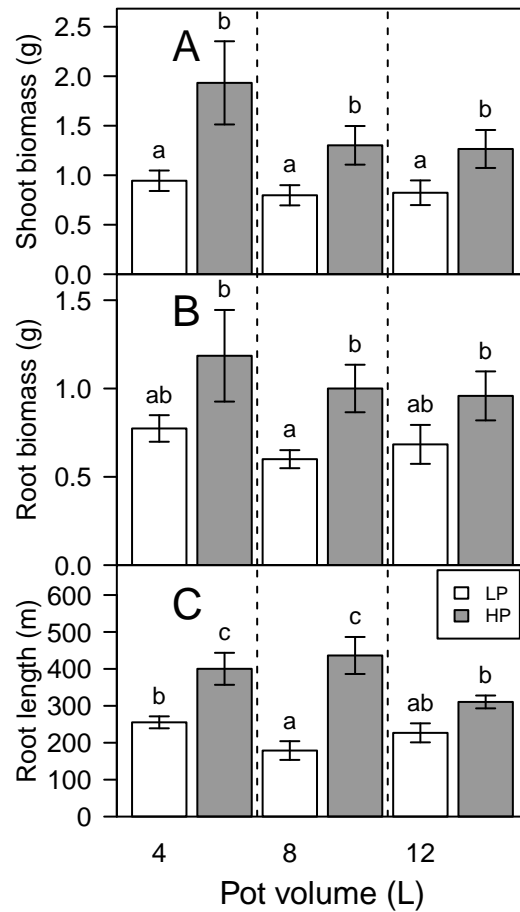 Shoot biomass (g)
2.5
2.0
1.5
1.0
0.5
0.0
A
a
b
a
b
a
b
Root biomass (g)
1.5
1.0
0.5
0.0
B
ab
b
a
b
ab
b
Root length (m)
600
500
400
300
200
100
0
C
b
c
a
c
ab
b
LP
HP
4
8
12
Pot volume (L)